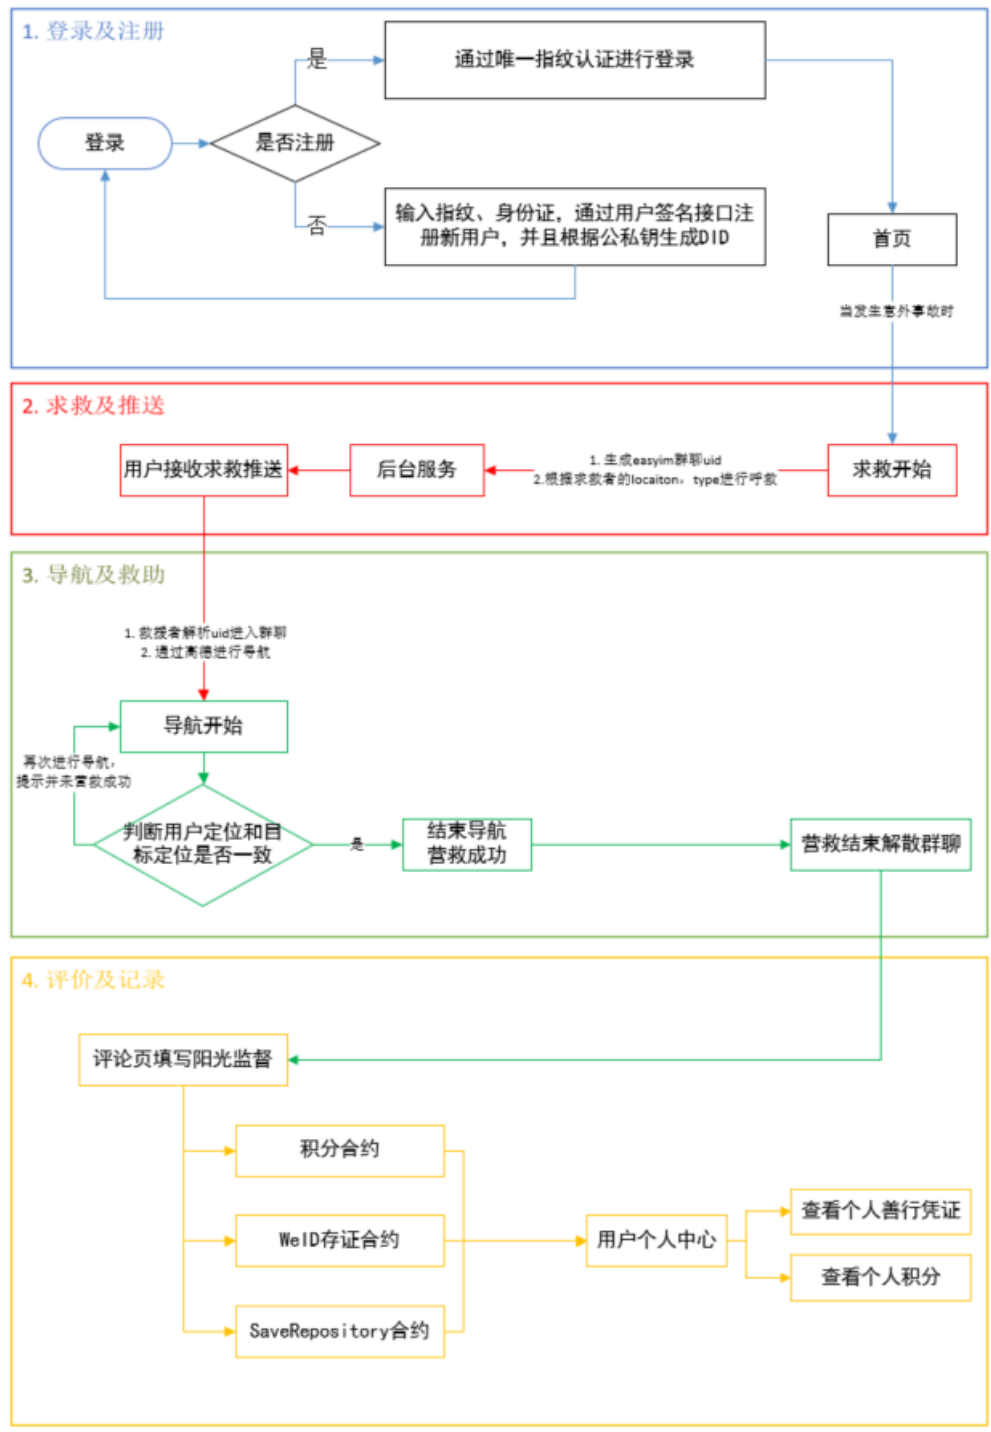 1. 登录及注册
是
通过唯一指纹认证进行登录
登录
是否注册
否
输入指纹、身份证，通过用户签名接口注
册新用户，并且根据公私钥生成DID
首页
当发生意外事故时
2. 求救及推送
用户接收求救推送
后台服务
1. 生成easyim群聊uid
2.根据求救者的locaiton，type进行呼救
求救开始
3. 导航及救助
1. 救援者解析uid进入群聊
2. 通过高德进行导航
导航开始
再次进行导航，
提示并未营救成功
判断用户定位和目
标定位是否一致
是
结束导航
营救成功
营救结束解散群聊
4. 评价及记录
评论页填写阳光监督
积分合约
WeID存证合约
SaveRepository合约
用户个人中心
查看个人善行凭证
查看个人积分